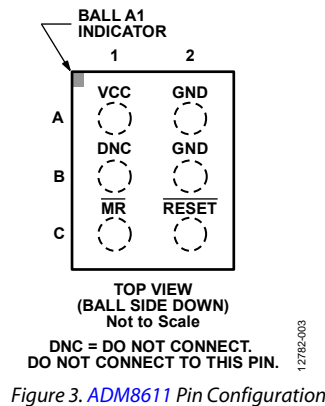 BALL A1
INDICATOR
1 2
VCC GND
A
DNC GND
B
MR RESET
C
TOP VIEW
(BALL SIDE DOWN)
Not to Scale
DNC = DO NOT CONNECT.
DO NOT CONNECT TO THIS PIN.
12782-003
Figure 3. ADM8611 Pin Configuration